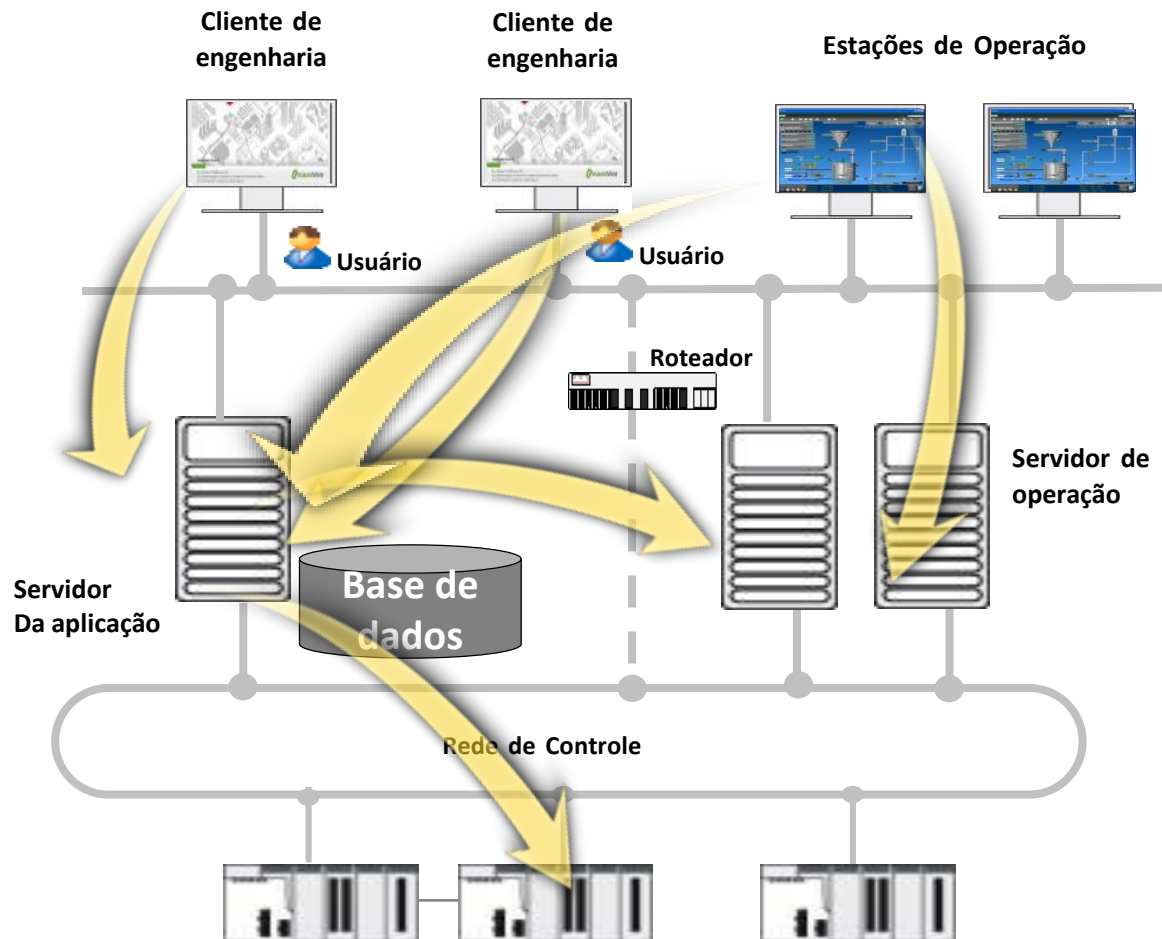 Cliente de
engenharia
Cliente de
engenharia
Estações de Operação
Usuário
Usuário
Roteador
Servidor de
operação
Base de
dados
Servidor
Da aplicação
Rede de Controle